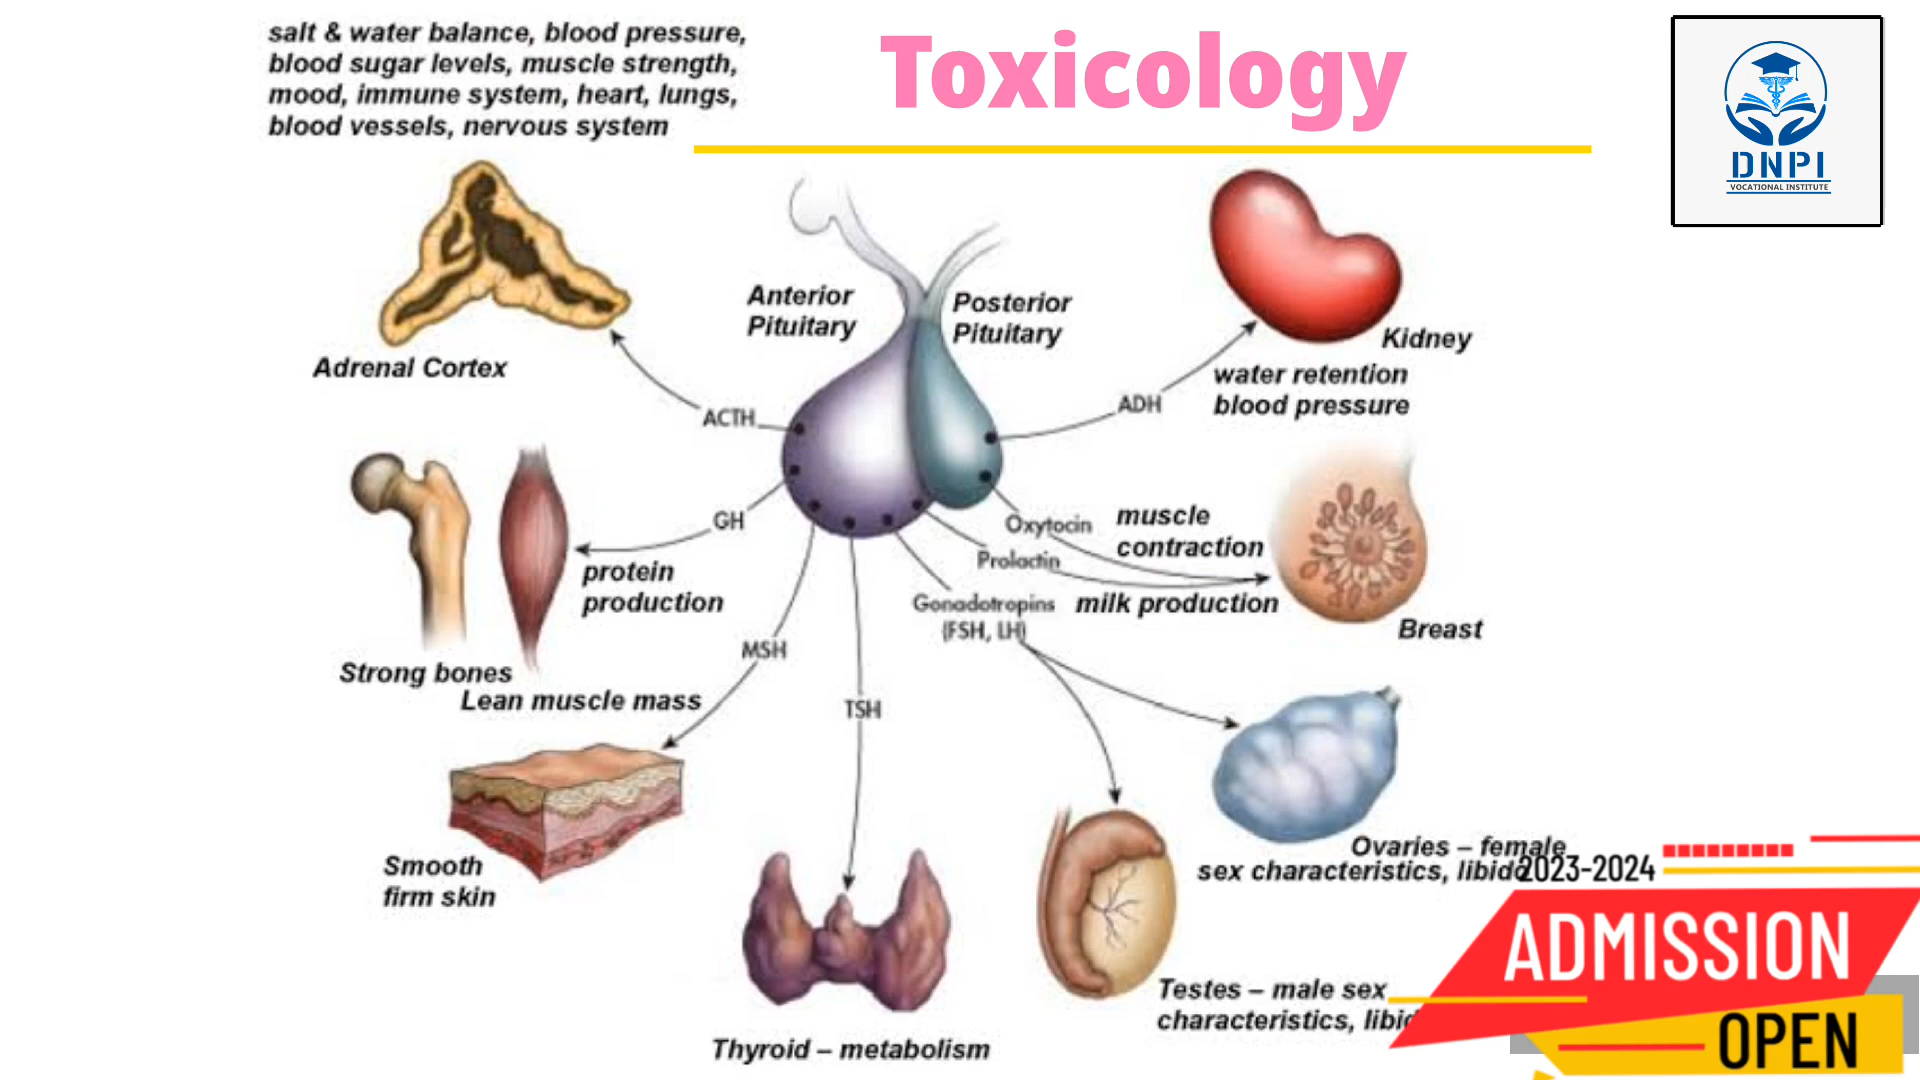 salt & water balance, blood pressure,
blood sugar levels, muscle strength,
mood, immune system, heart, lungs,
blood vessels, nervous system
Toxicology
DNPI
VOCATIONAL INSTITUTE
Anterior
Pituitary
Posterior
Pituitary
Adrenal Cortex
Kidney
water retention
blood pressure
ACTH
ADH
GH
Oxytocin
muscle
contraction
Prolactin
protein
production
Gonadotropins
(FSH, LH)
milk production
Breast
MSH
Strong bones
Lean muscle mass
TSH
Smooth
firm skin
Ovaries – female
sex characteristics, libido
2023-2024
ADMISSION
OPEN
Testes – male sex
characteristics,
Thyroid – metabolism